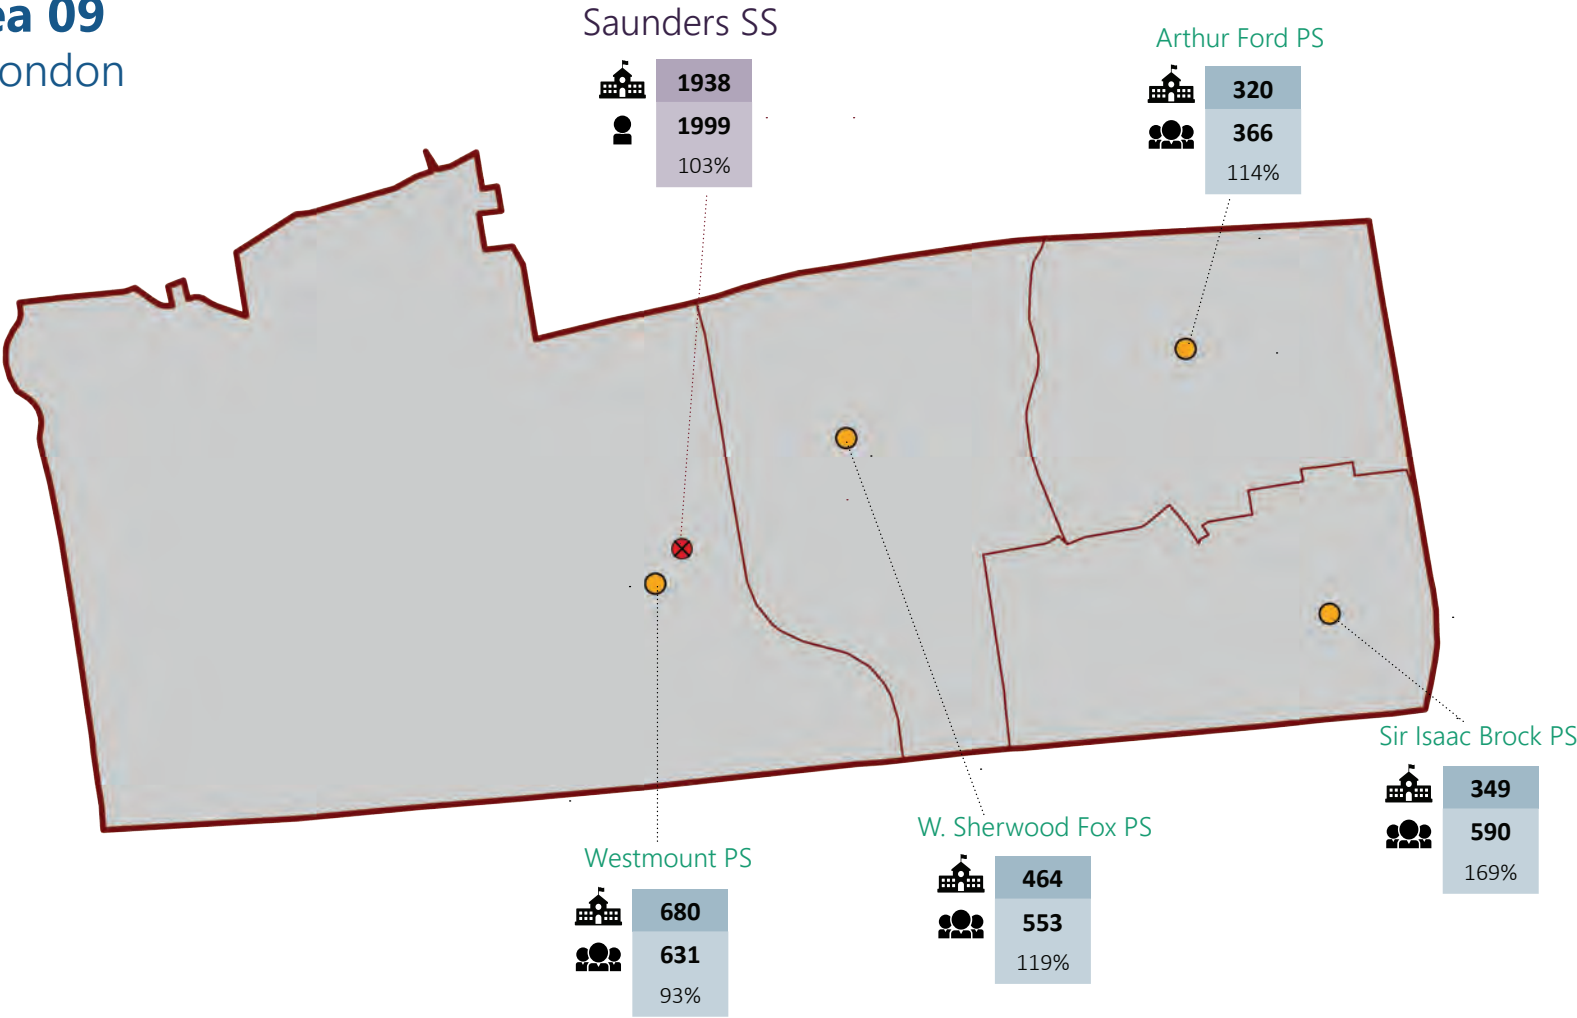 ea 09
ondon
Saunders SS
1938
1999
103%
Arthur Ford PS
320
366
114%
Sir Isaac Brock PS
349
590
169%
W. Sherwood Fox PS
464
553
119%
Westmount PS
680
631
93%